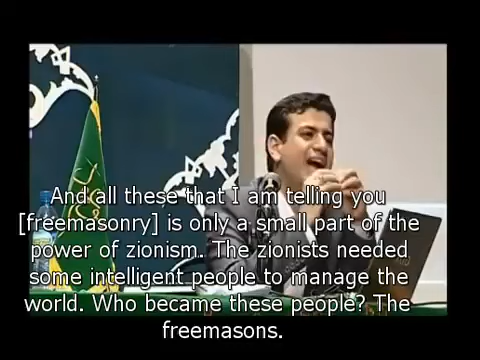 And all these that I am telling you
[freemasonry] is only a small part of the
power of zionism. The zionists needed
some intelligent people to manage the
world. Who became these people? The
freemasons.